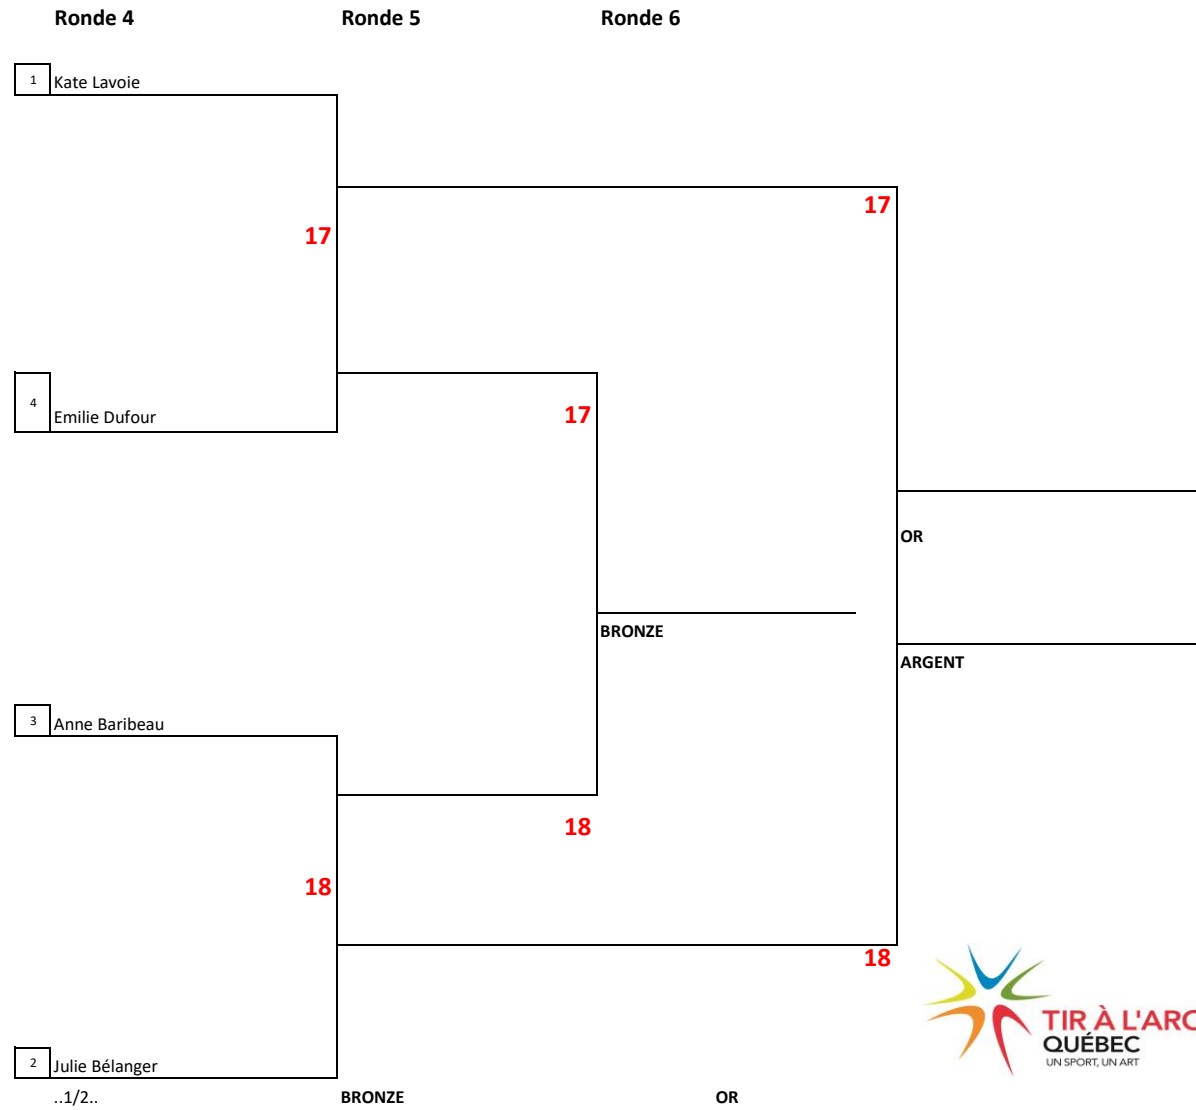 Ronde 4 Ronde 5 Ronde 6
1 Kate Lavoie
17
17
4 Emilie Dufour
17
OR
BRONZE
ARGENT
3 Anne Baribeau
18
18
18
TIR À L'ARC
QUÉBEC
UN SPORT, UN ART
2 Julie Bélanger
..1/2.. BRONZE OR